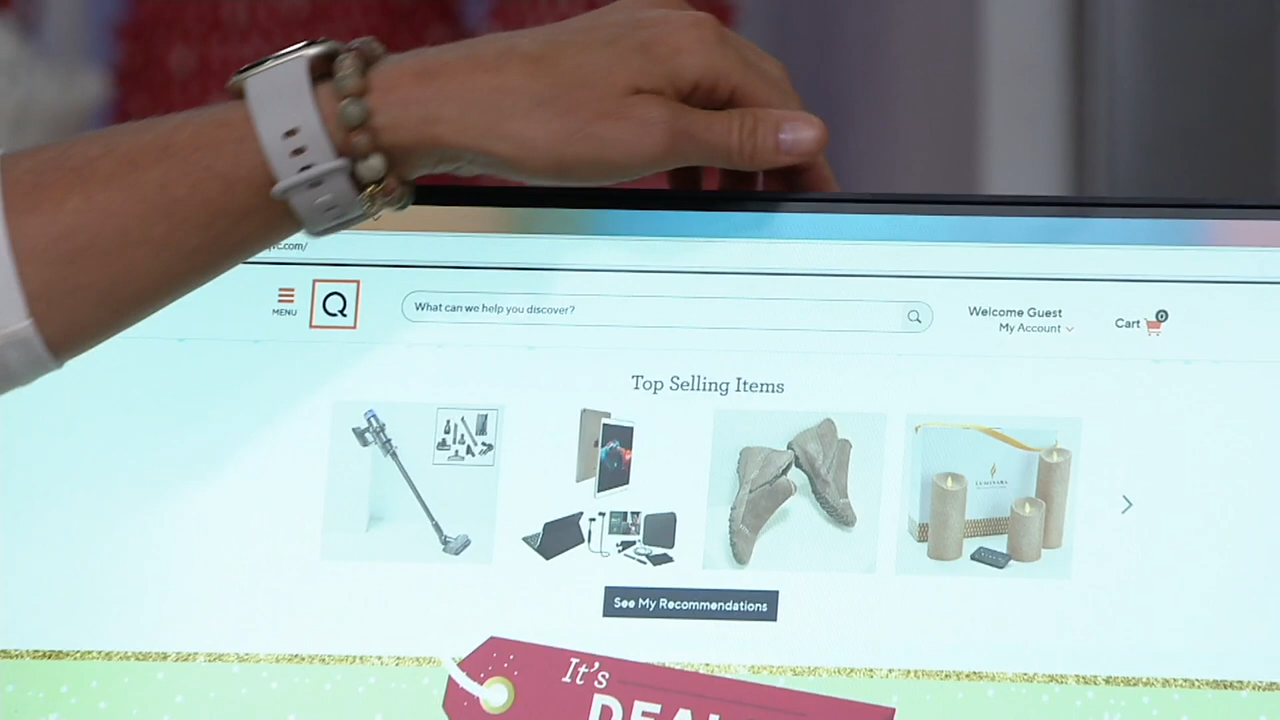 vc.com/
MENU
Q
What can we help you discover?
Welcome Guest
My Account
Cart
0
Top Selling Items
LUMINARA
See My Recommendations
It's
DEAL